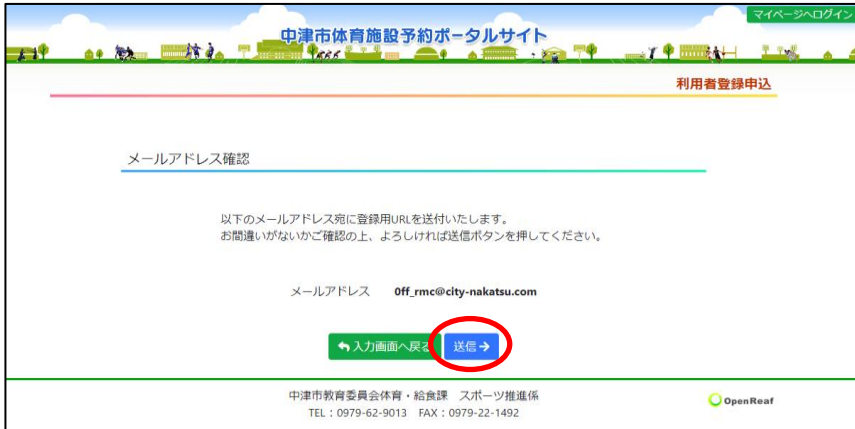 マイページへログイン
中津市体育施設予約ポータルサイト
利用者登録申込
メールアドレス確認
以下のメールアドレス宛に登録用URLを送付いたします。
お間違いがないかご確認の上、よろしければ送信ボタンを押してください。
メールアドレス 0ff_rmc@city-nakatsu.com
入力画面へ戻る 送信
中津市教育委員会体育・給食課 スポーツ推進係
TEL：0979-62-9013 FAX：0979-22-1492
OpenReaf